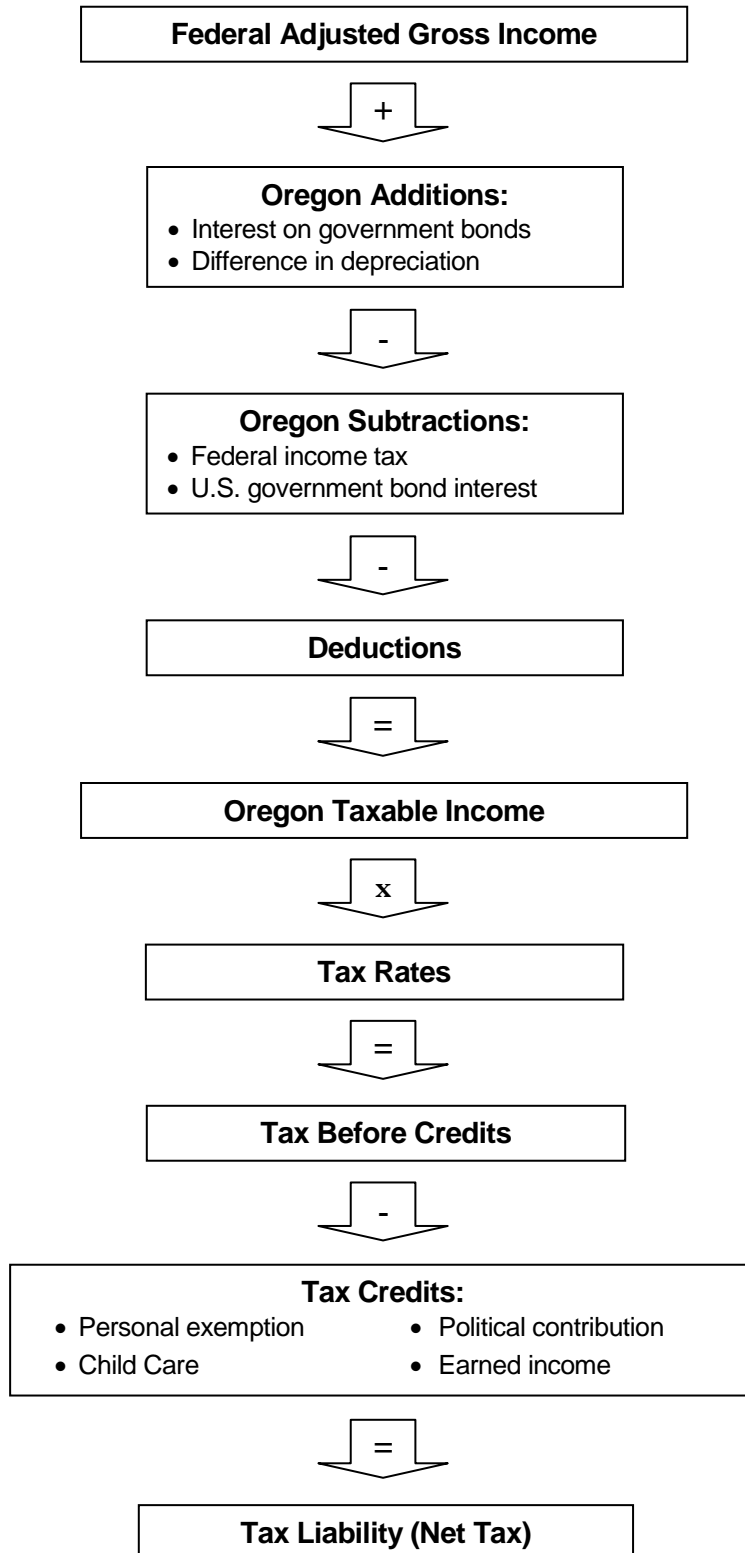 Federal Adjusted Gross Income
+
Oregon Additions:
• Interest on government bonds
• Difference in depreciation
-
Oregon Subtractions:
• Federal income tax
• U.S. government bond interest
-
Deductions
=
Oregon Taxable Income
x
Tax Rates
=
Tax Before Credits
-
Tax Credits:
• Personal exemption • Political contribution
• Child Care • Earned income
=
Tax Liability (Net Tax)